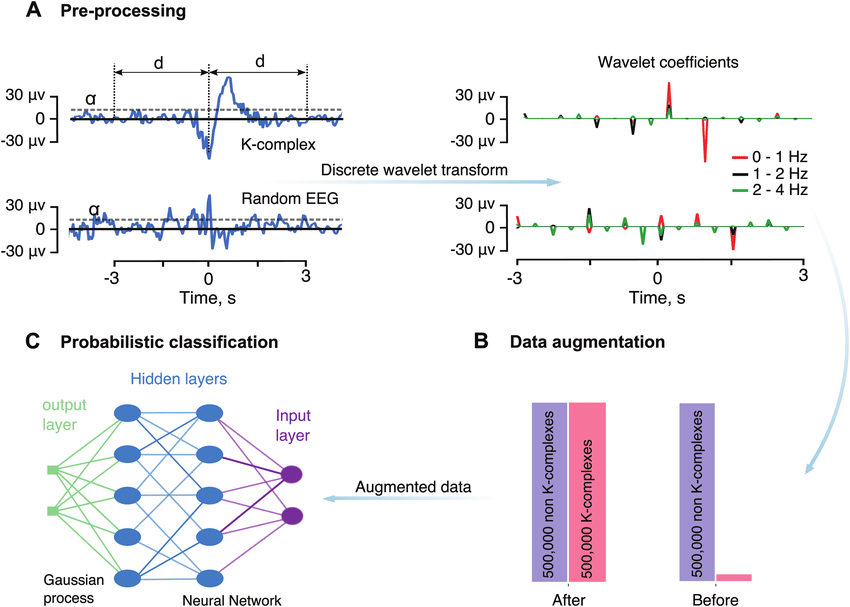 A Pre-processing
d d
α
30 μv
0
-30 μv
K-complex
Discrete wavelet transform
Random EEG
α
30 μv
0
-30 μv
-3 0 3
Time, s
Wavelet coefficients
30 μv
0
-30 μv
0 - 1 Hz
1 - 2 Hz
2 - 4 Hz
30 μv
0
-30 μv
-3 0 3
Time, s
C Probabilistic classification
Hidden layers
output
layer
Input
layer
Gaussian
process
Neural Network
Augmented data
B Data augmentation
500,000 non K-complexes
500,000 K-complexes
500,000 non K-complexes
After
Before